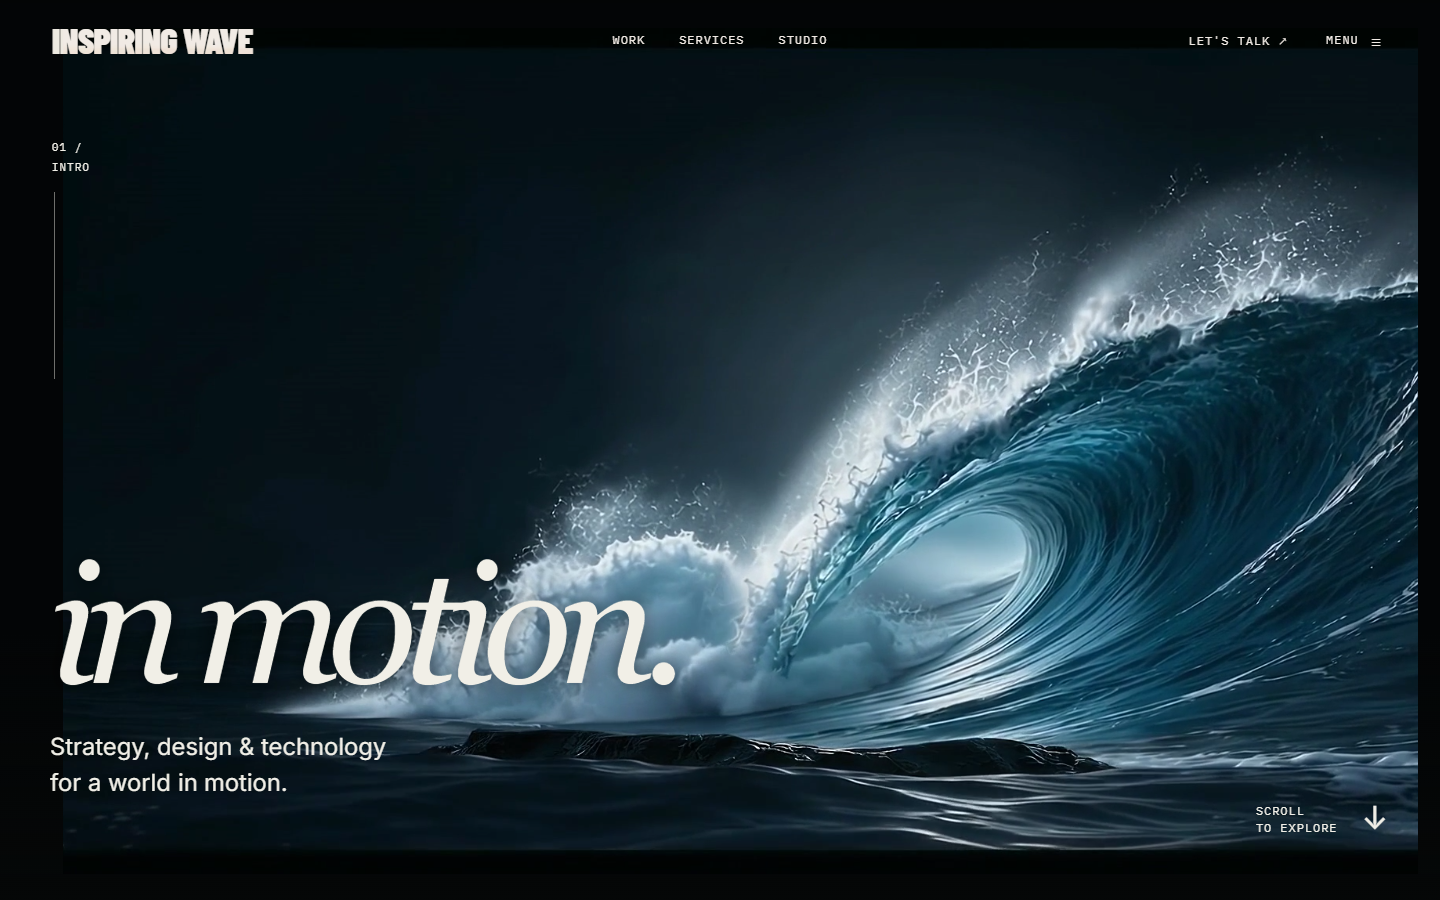 INSPIRING WAVE
WORK SERVICES STUDIO
LET'S TALK ↗ MENU ≡
01 /
INTRO
in motion.
Strategy, design & technology
for a world in motion.
SCROLL
TO EXPLORE ↓